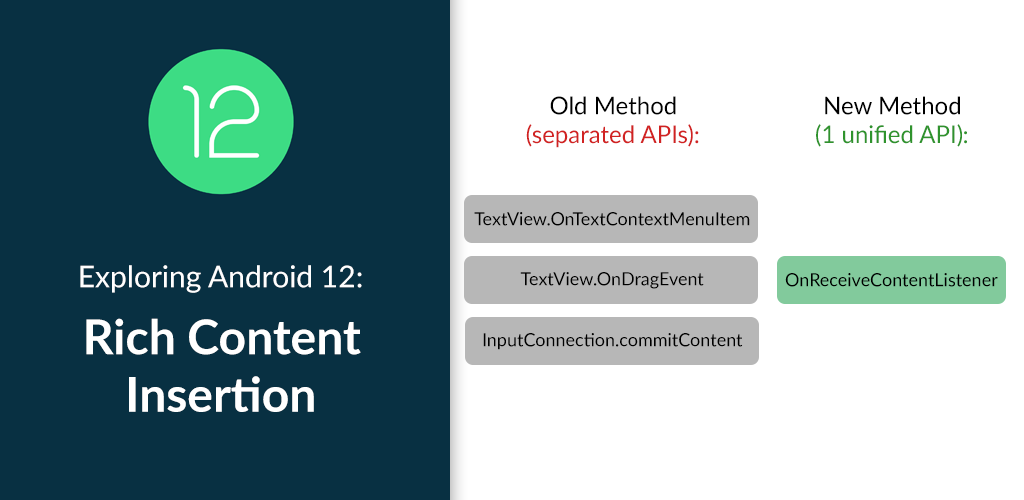 12
Exploring Android 12:
Rich Content
Insertion
Old Method
(separated APIs):
TextView.OnTextContextMenuItem
TextView.OnDragEvent
InputConnection.commitContent
New Method
(1 unified API):
OnReceiveContentListener